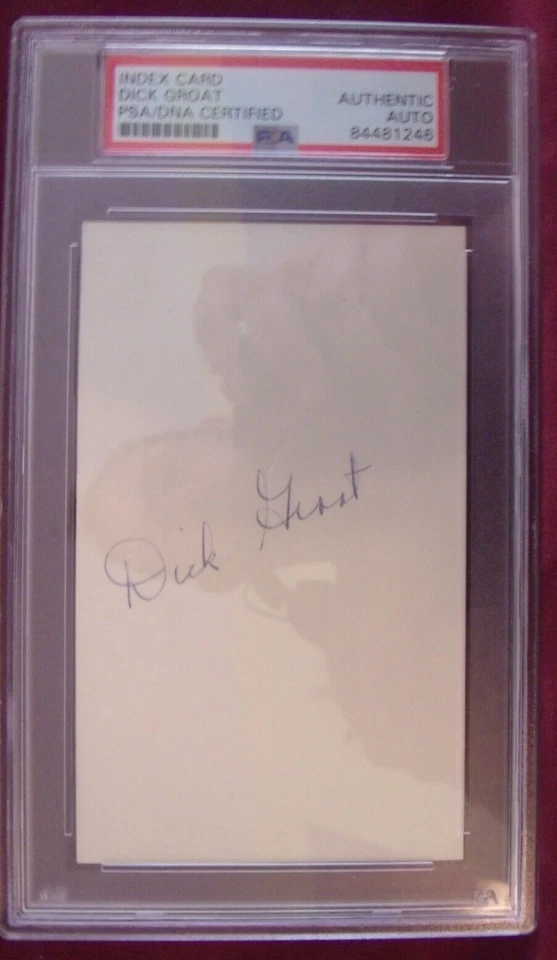 INDEX CARD
DICK GROAT
PSA/DNA CERTIFIED
AUTHENTIC
AUTO
84481246
PSA
Dick Groat